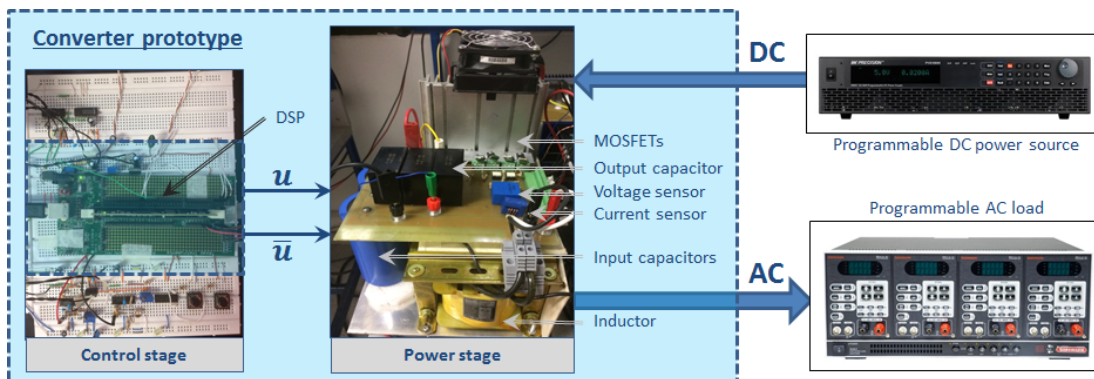 Converter prototype
DSP
u
u̅
Control stage
MOSFETs
Output capacitor
Voltage sensor
Current sensor
Input capacitors
Inductor
Power stage
DC
AC
Programmable DC power source
Programmable AC load